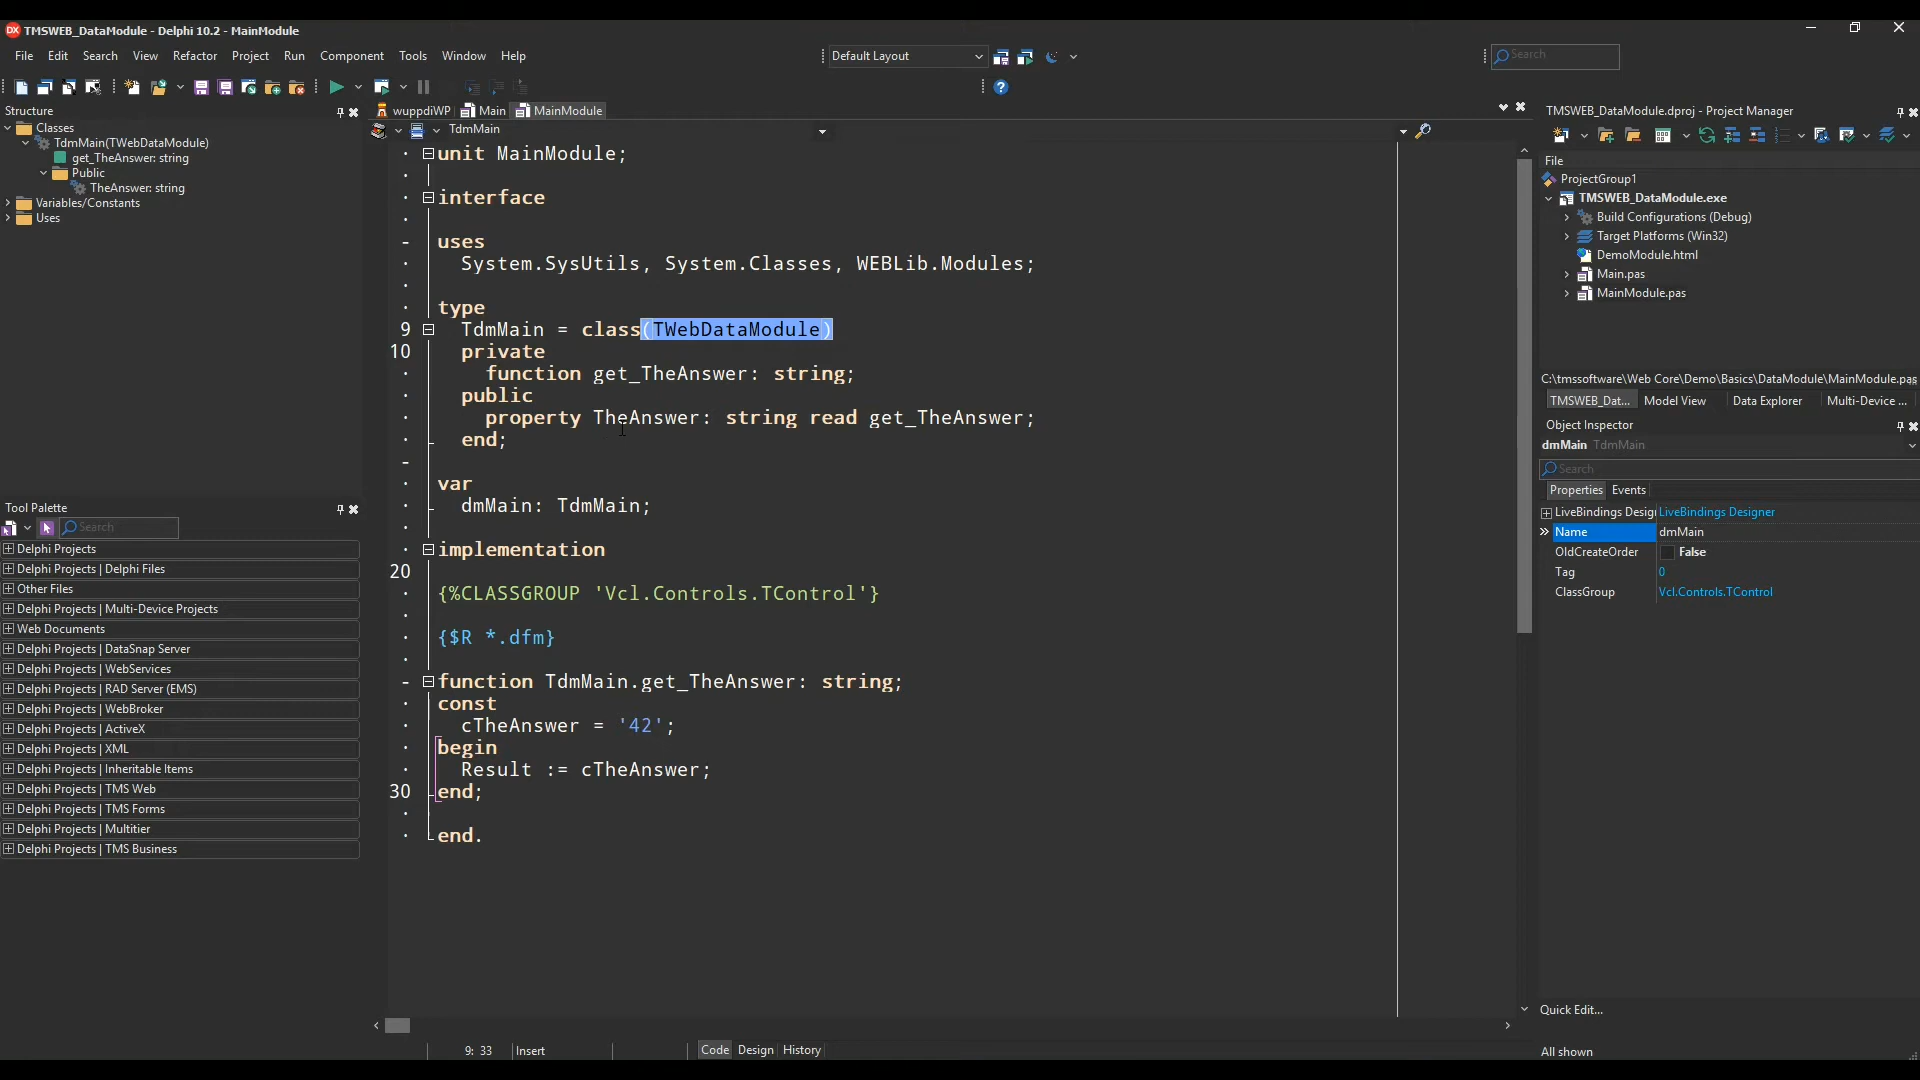 DX TMSWEB_DataModule - Delphi 10.2 - MainModule
File Edit Search View Refactor Project Run Component Tools Window Help
Default Layout
Search
Structure
Classes
TdmMain(TWebDataModule)
get_TheAnswer: string
Public
TheAnswer: string
Variables/Constants
Uses
Tool Palette
Search
Delphi Projects
Delphi Projects | Delphi Files
Other Files
Delphi Projects | Multi-Device Projects
Web Documents
Delphi Projects | DataSnap Server
Delphi Projects | WebServices
Delphi Projects | RAD Server (EMS)
Delphi Projects | WebBroker
Delphi Projects | ActiveX
Delphi Projects | XML
Delphi Projects | Inheritable Items
Delphi Projects | TMS Web
Delphi Projects | TMS Forms
Delphi Projects | Multitier
Delphi Projects | TMS Business
wuppdiWP Main MainModule
TdmMain
unit MainModule;
interface
uses
System.SysUtils, System.Classes, WEBLib.Modules;
type
9 TdmMain = class(TWebDataModule)
10 private
function get_TheAnswer: string;
public
property TheAnswer: string read get_TheAnswer;
end;
var
dmMain: TdmMain;
implementation
20
{%CLASSGROUP 'Vcl.Controls.TControl'}
{$R *.dfm}
function TdmMain.get_TheAnswer: string;
const
cTheAnswer = '42';
begin
Result := cTheAnswer;
30 end;
end.
9: 33 Insert Code Design History
TMSWEB_DataModule.dproj - Project Manager
File
ProjectGroup1
TMSWEB_DataModule.exe
Build Configurations (Debug)
Target Platforms (Win32)
DemoModule.html
Main.pas
MainModule.pas
C:\tmssoftware\Web Core\Demo\Basics\DataModule\MainModule.pas
TMSWEB_Dat... Model View Data Explorer Multi-Device ...
Object Inspector
dmMain TdmMain
Search
Properties Events
LiveBindings Desigr LiveBindings Designer
Name dmMain
OldCreateOrder False
Tag 0
ClassGroup Vcl.Controls.TControl
Quick Edit...
All shown